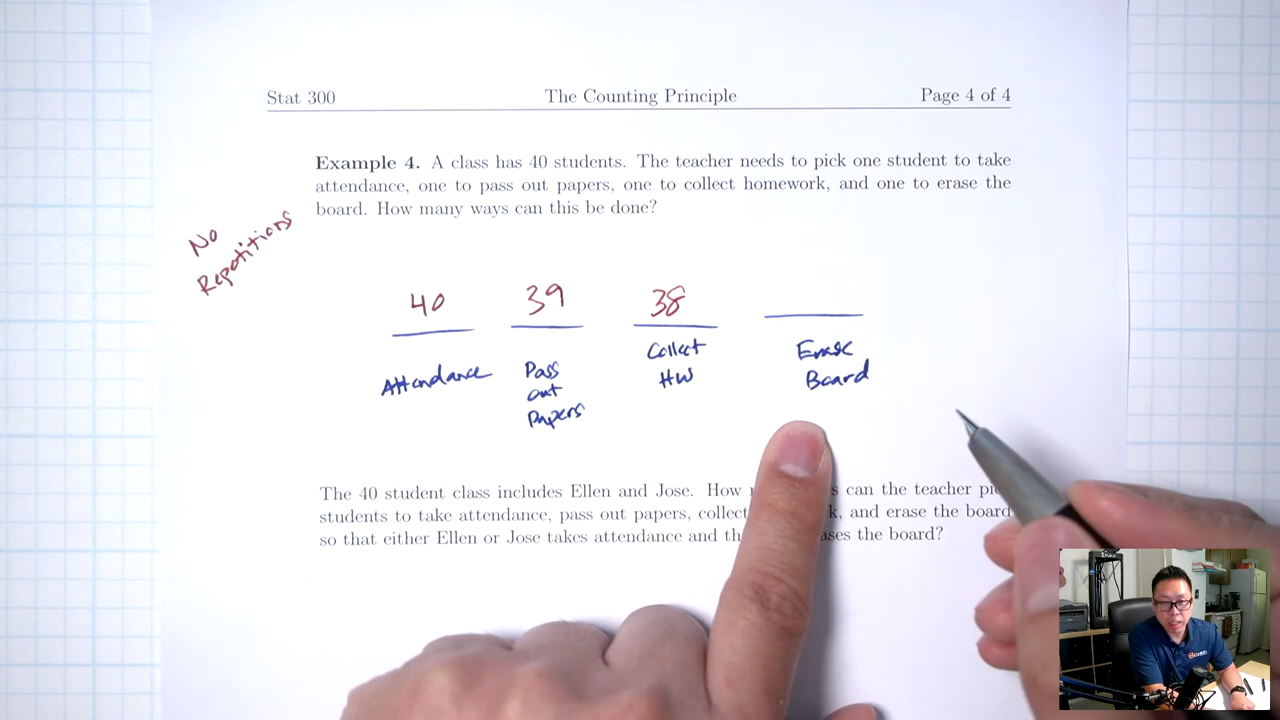 Stat 300 The Counting Principle Page 4 of 4
Example 4. A class has 40 students. The teacher needs to pick one student to take
attendance, one to pass out papers, one to collect homework, and one to erase the
board. How many ways can this be done?
No
Repetitions
40 39 38
Attendance
Pass
out
Papers
Collect
HW
Erase
Board
The 40 student class includes Ellen and Jose. How can the teacher
students to take attendance, pass out papers, collect and erase the board
so that either Ellen or Jose takes attendance and the board?